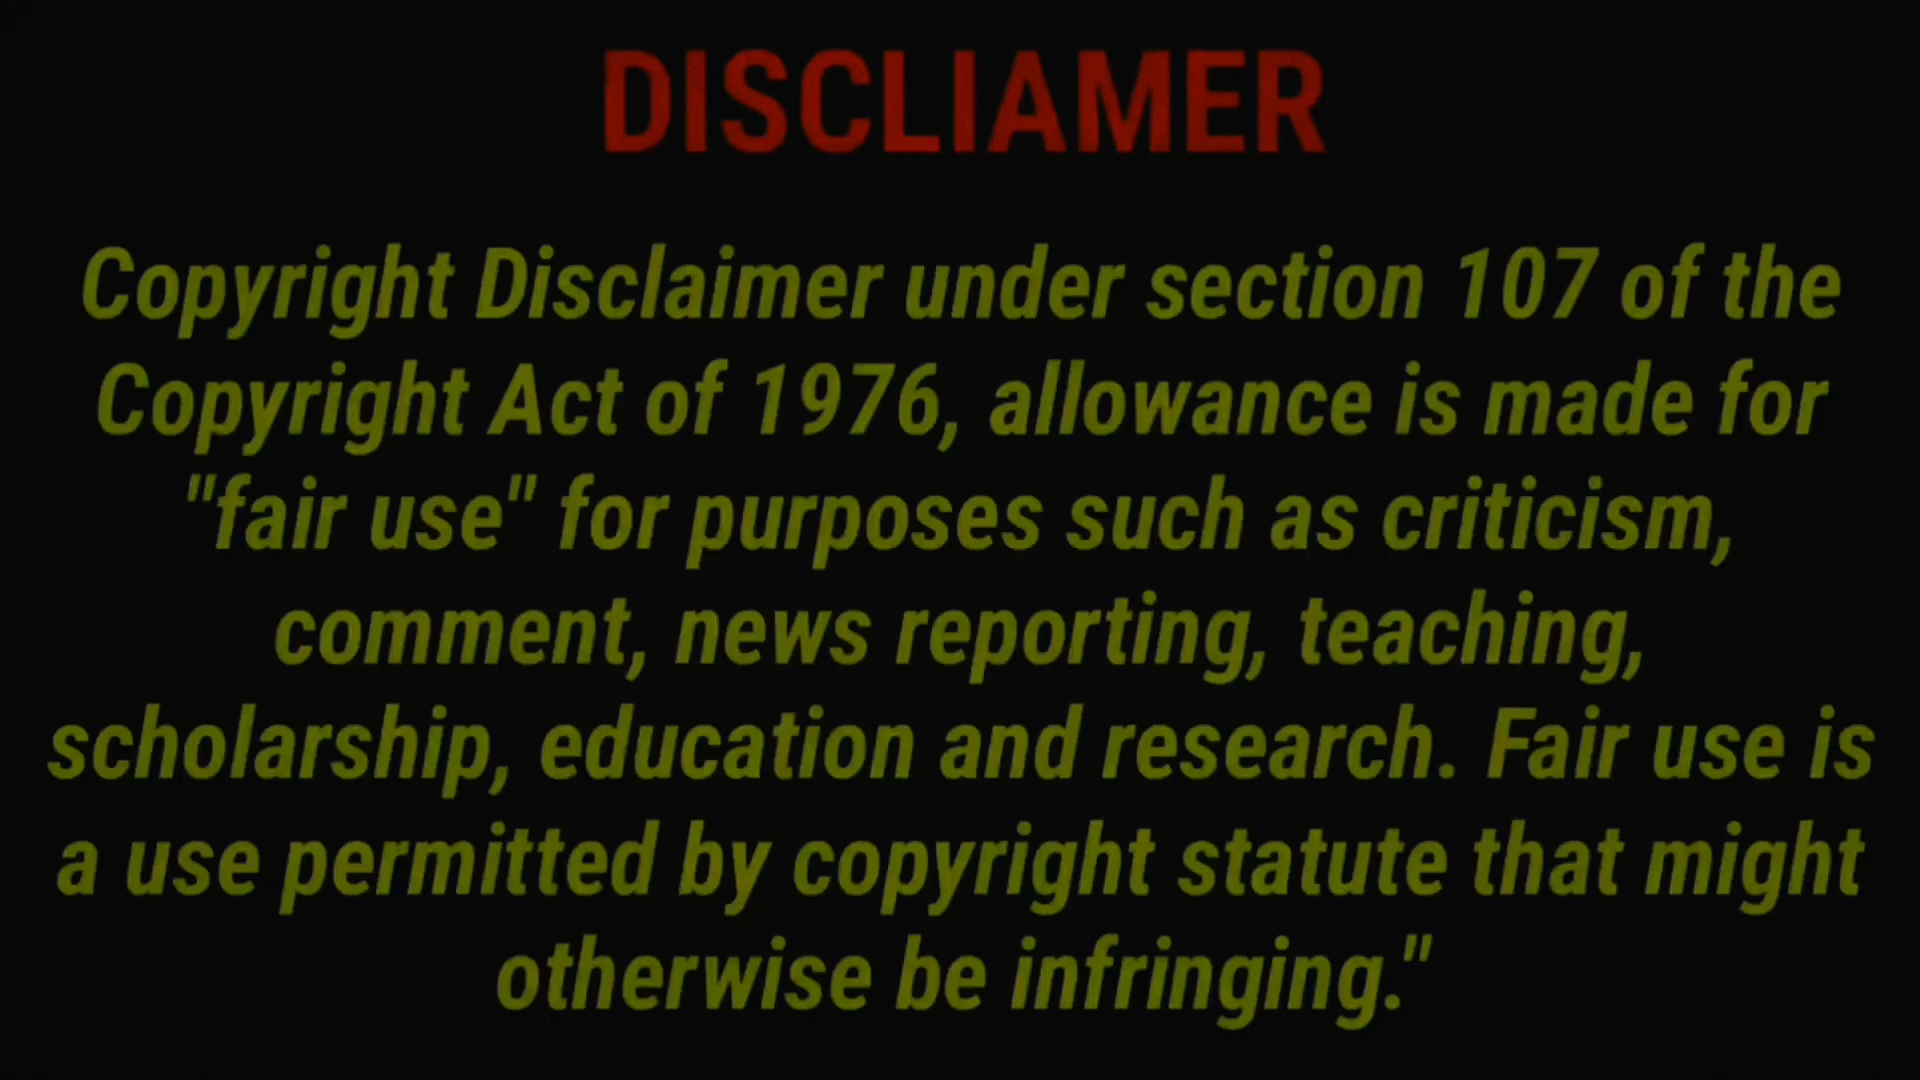 DISCLIAMER
Copyright Disclaimer under section 107 of the
Copyright Act of 1976, allowance is made for
"fair use" for purposes such as criticism,
comment, news reporting, teaching,
scholarship, education and research. Fair use is
a use permitted by copyright statute that might
otherwise be infringing."